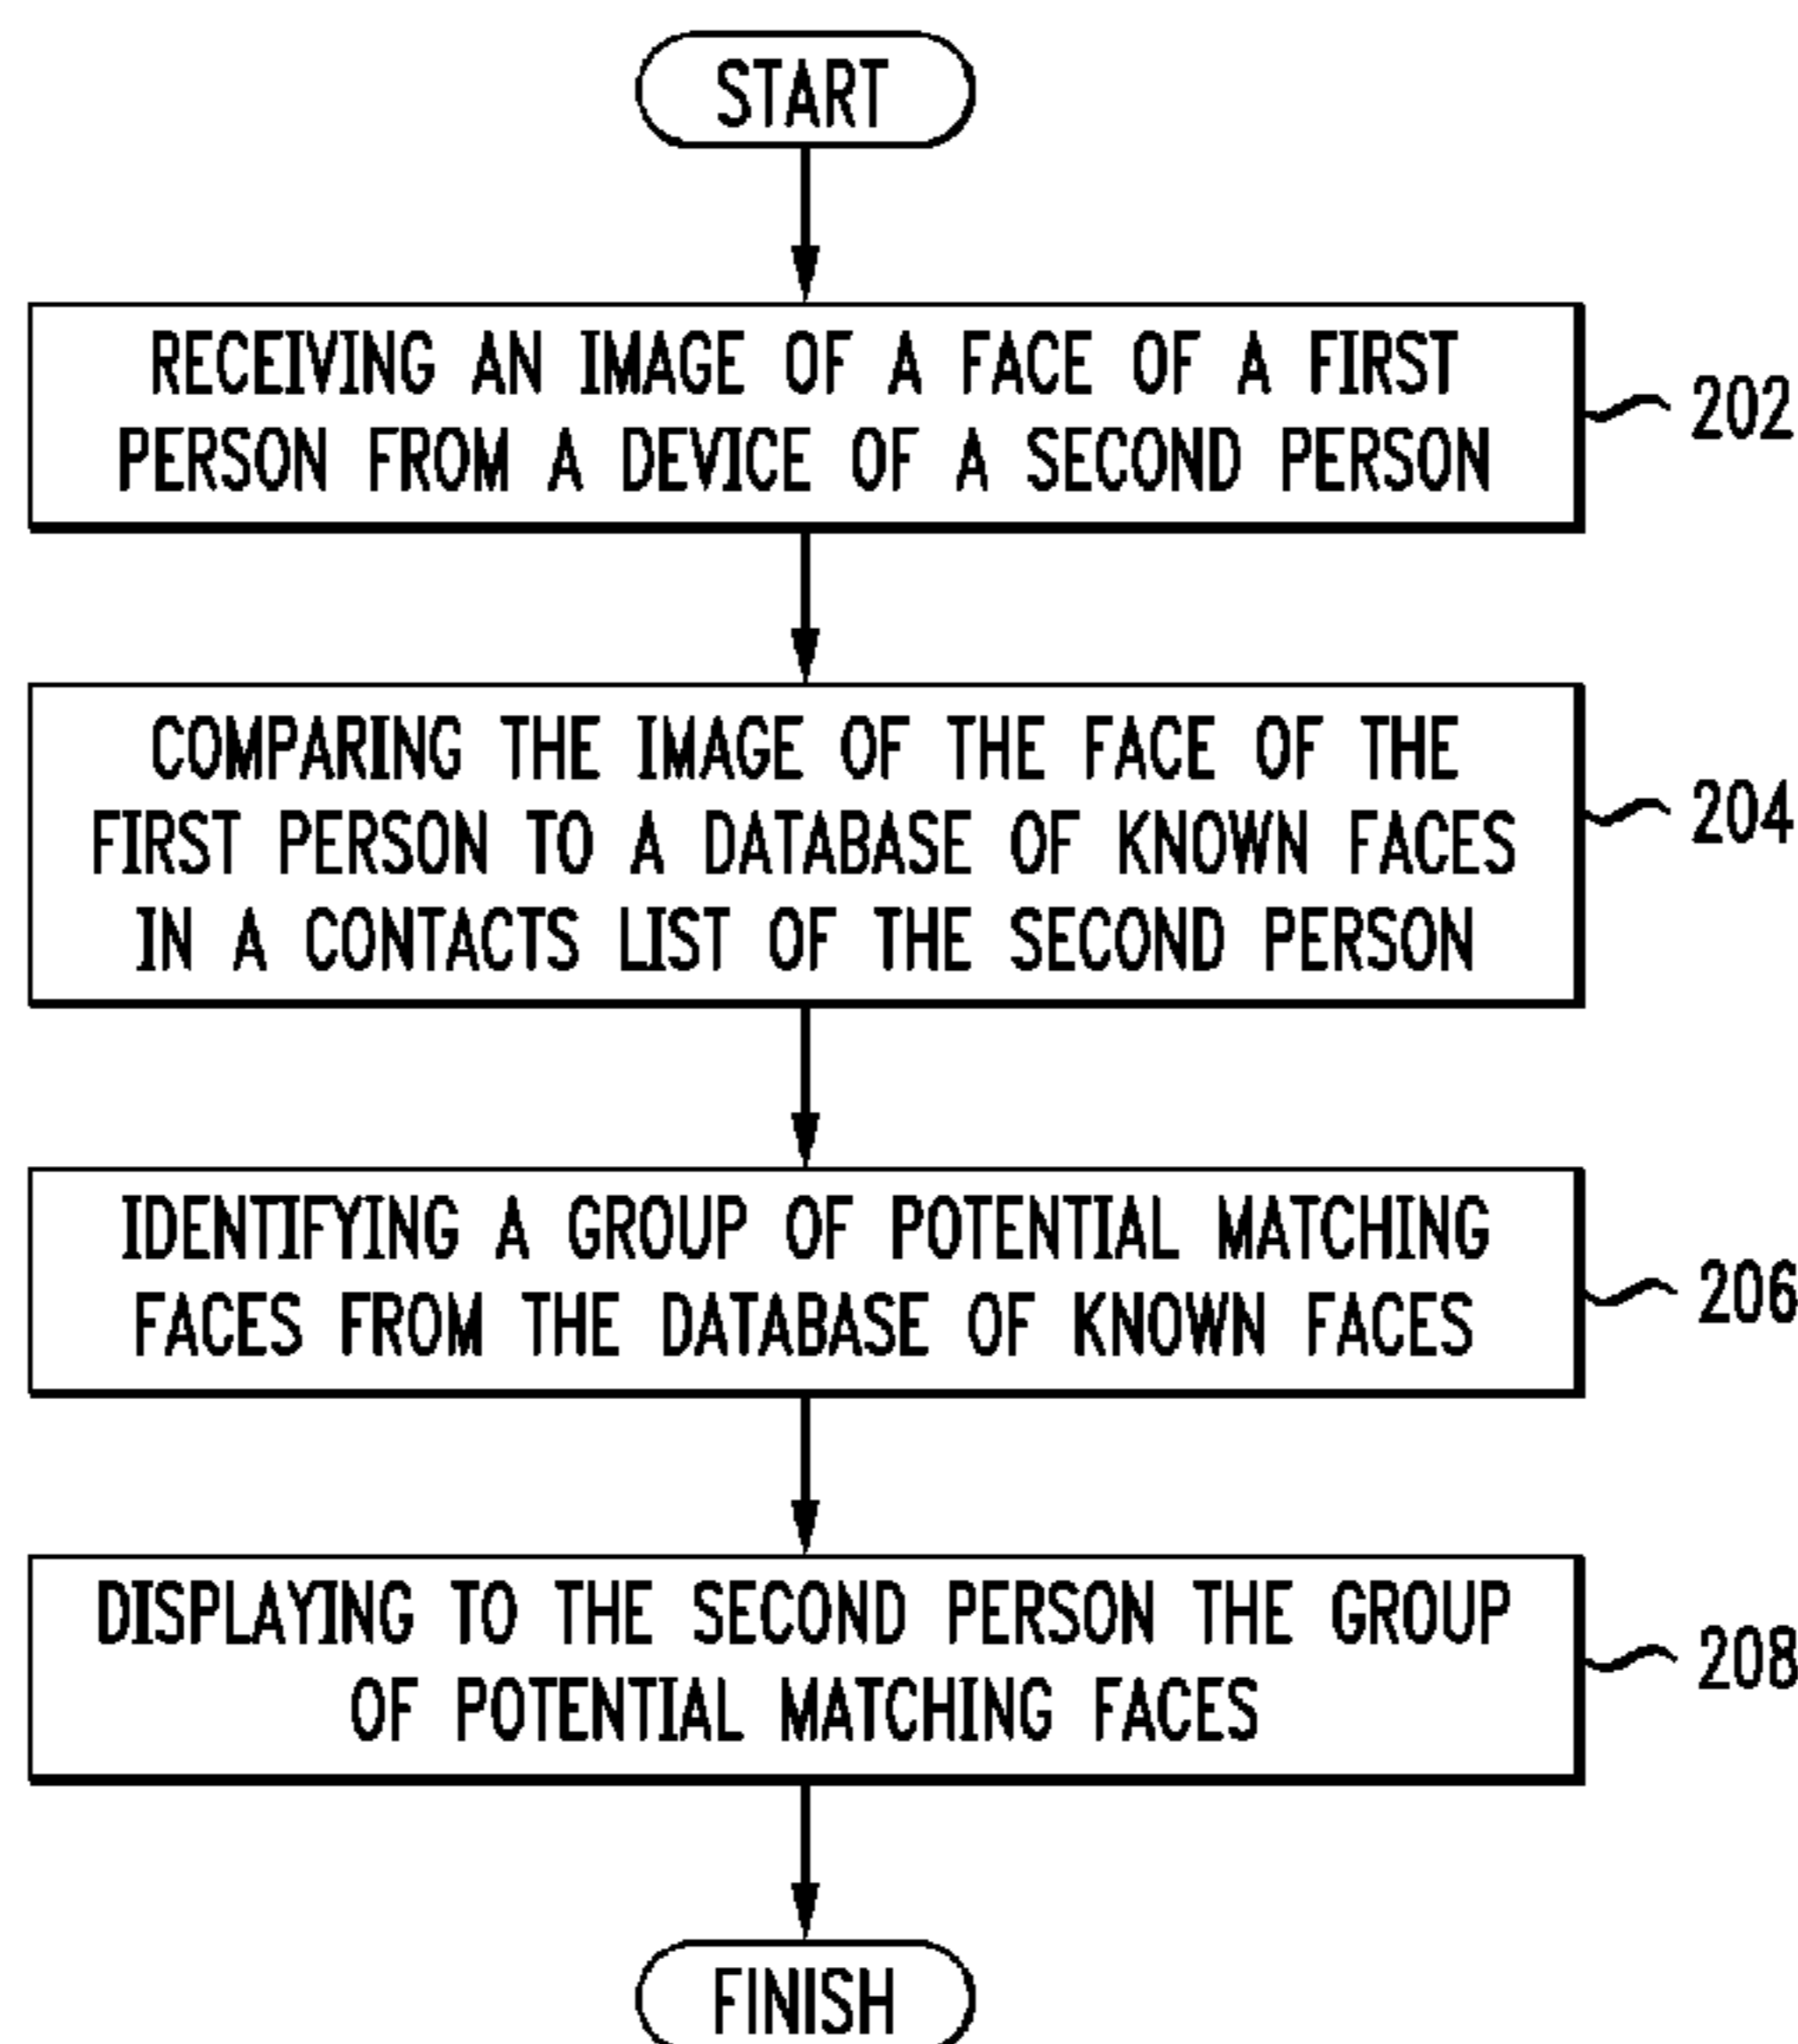 START
RECEIVING AN IMAGE OF A FACE OF A FIRST
PERSON FROM A DEVICE OF A SECOND PERSON
202
COMPARING THE IMAGE OF THE FACE OF THE
FIRST PERSON TO A DATABASE OF KNOWN FACES
IN A CONTACTS LIST OF THE SECOND PERSON
204
IDENTIFYING A GROUP OF POTENTIAL MATCHING
FACES FROM THE DATABASE OF KNOWN FACES
206
DISPLAYING TO THE SECOND PERSON THE GROUP
OF POTENTIAL MATCHING FACES
208
FINISH